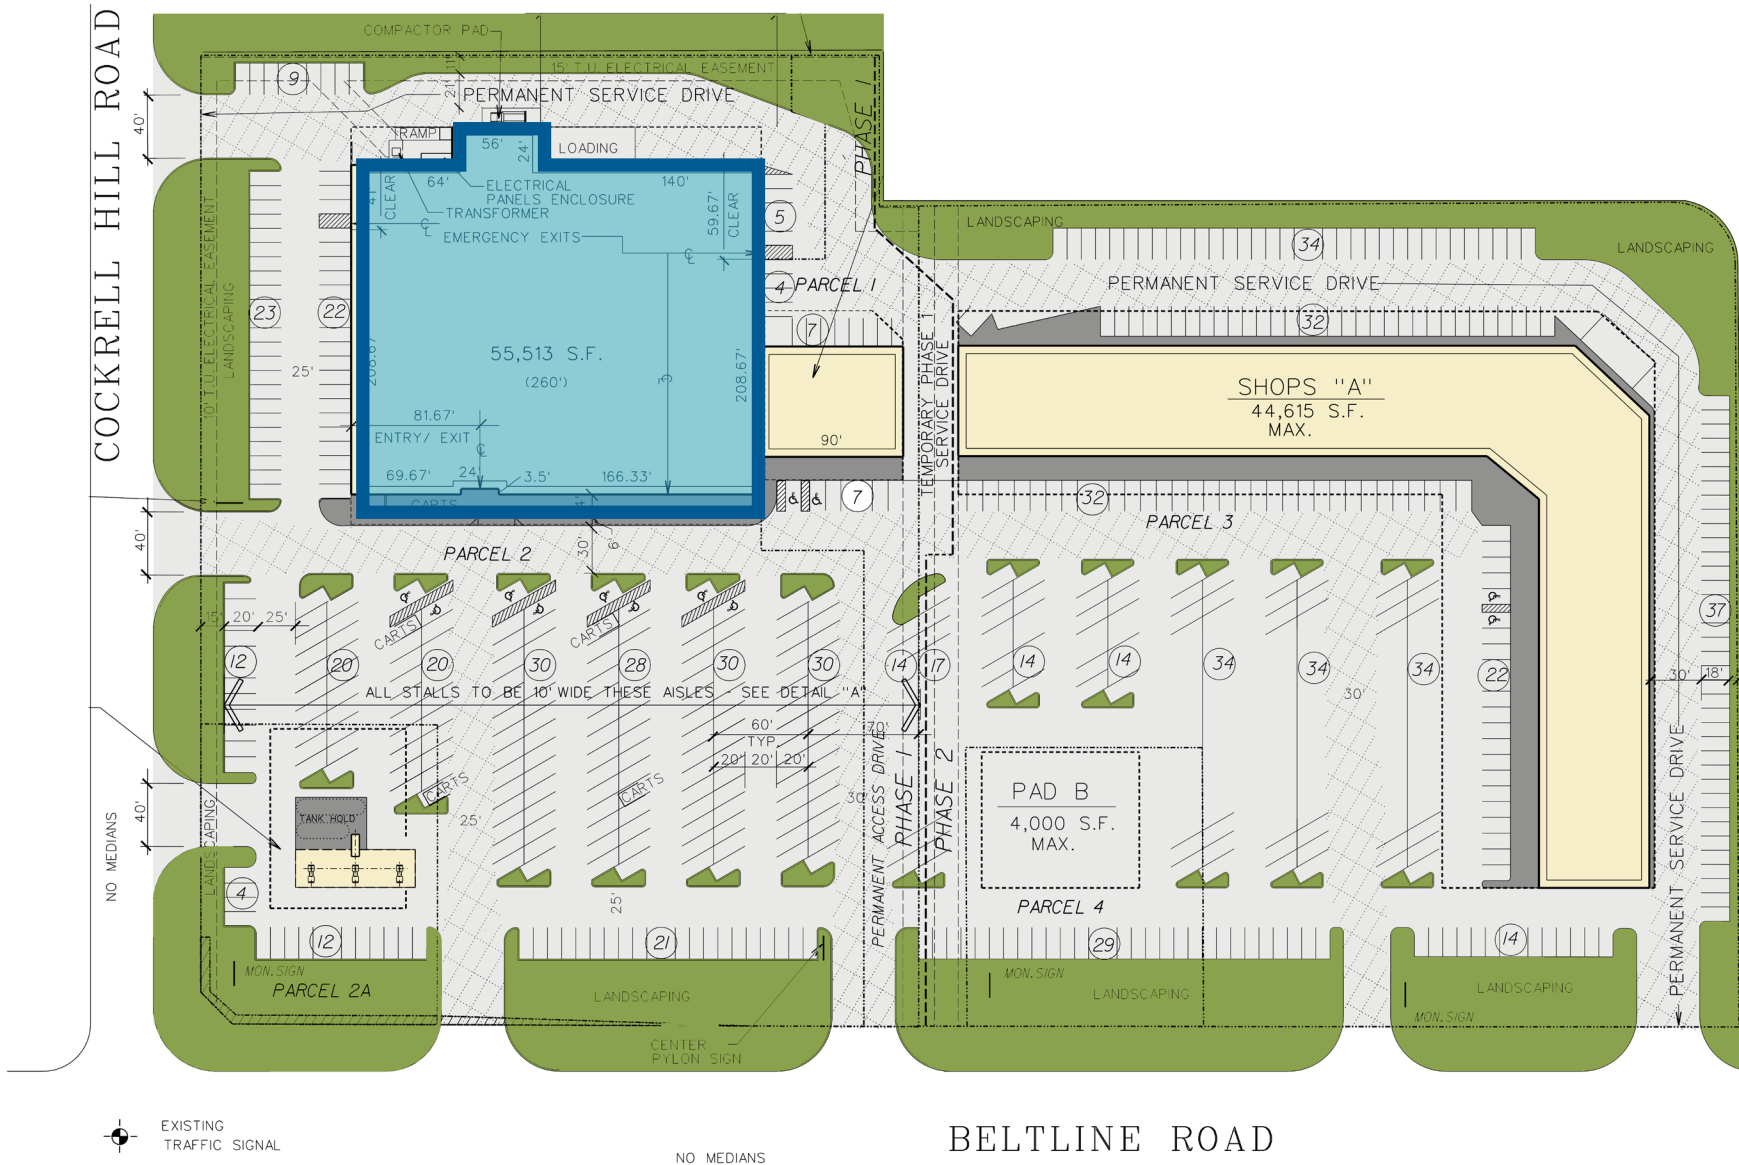 COCKRELL HILL ROAD
COMPACTOR PAD
11'
15' T.U. ELECTRICAL EASEMENT
9
21'
PERMANENT SERVICE DRIVE
40'
PHASE 1
RAMP
56'
24'
LOADING
64'
ELECTRICAL
PANELS ENCLOSURE
140'
41'
CLEAR
TRANSFORMER
59.67'
CLEAR
EMERGENCY EXITS
5
LANDSCAPING
34
LANDSCAPING
10' T.U. ELECTRICAL EASEMENT
LANDSCAPING
23
22
4
PARCEL 1
PERMANENT SERVICE DRIVE
7
32
25'
208.67'
55,513 S.F.
(260')
208.67'
TEMPORARY PHASE 1
SERVICE DRIVE
SHOPS "A"
44,615 S.F.
MAX.
81.67'
ENTRY/ EXIT
90'
69.67'
24'
3.5'
166.33'
CARTS
4'
7
32
40'
PARCEL 2
30'
6'
PARCEL 3
15'
20'
25'
CARTS
CARTS
12
20
20
30
28
30
30
14
17
14
14
34
34
34
22
37
ALL STALLS TO BE 10' WIDE THESE AISLES - SEE DETAIL "A"
30'
30'
18'
60'
TYP.
70'
20'
20'
20'
40'
CARTS
CARTS
30'
25'
TANK HOLD
NO MEDIANS
LANDSCAPING
PERMANENT ACCESS DRIVE
PHASE 1
PHASE 2
PAD B
4,000 S.F.
MAX.
PERMANENT SERVICE DRIVE
4
25'
PARCEL 4
12
21
29
14
MON. SIGN
PARCEL 2A
LANDSCAPING
MON. SIGN
LANDSCAPING
LANDSCAPING
MON. SIGN
CENTER
PYLON SIGN
EXISTING
TRAFFIC SIGNAL
NO MEDIANS
BELTLINE ROAD